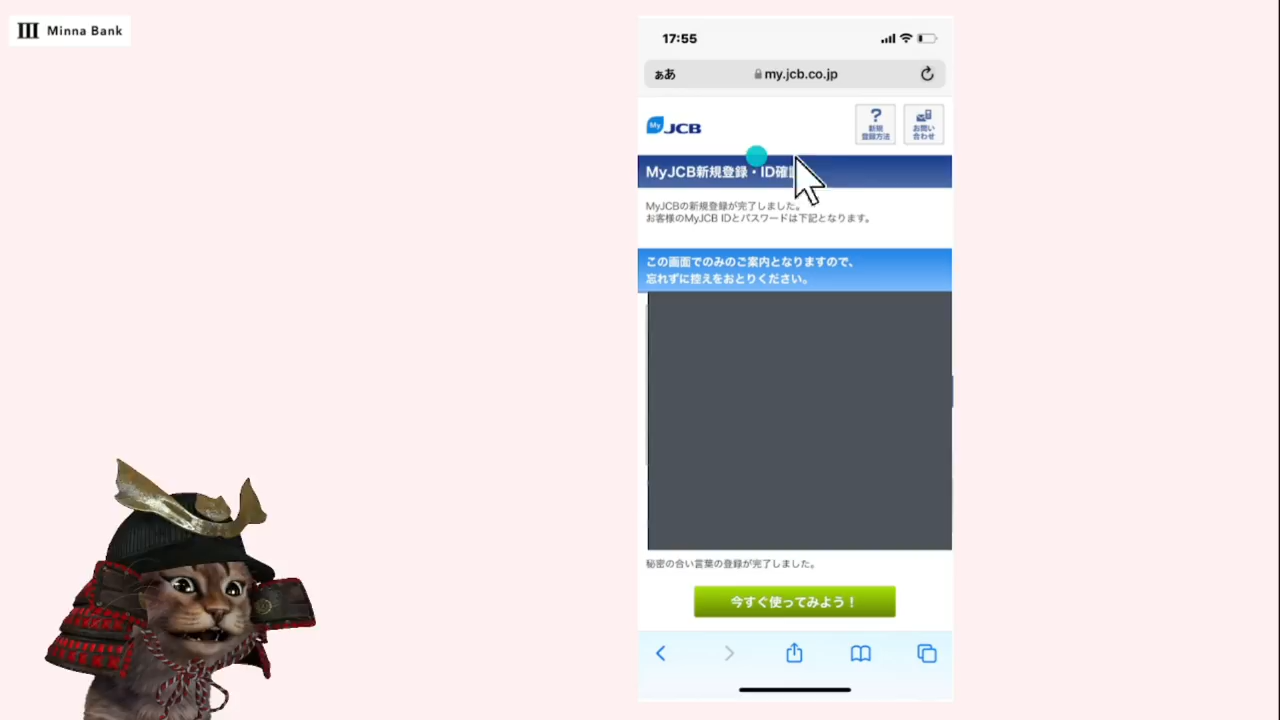 Minna Bank
17:55
ぁあ
my.jcb.co.jp
My JCB
?
新規
登録方法
お問い
合わせ
MyJCB新規登録・ID確
MyJCBの新規登録が完了しました。
お客様のMyJCB IDとパスワードは下記となります。
この画面でのみのご案内となりますので、
忘れずに控えをおとりください。
秘密の合い言葉の登録が完了しました。
今すぐ使ってみよう！